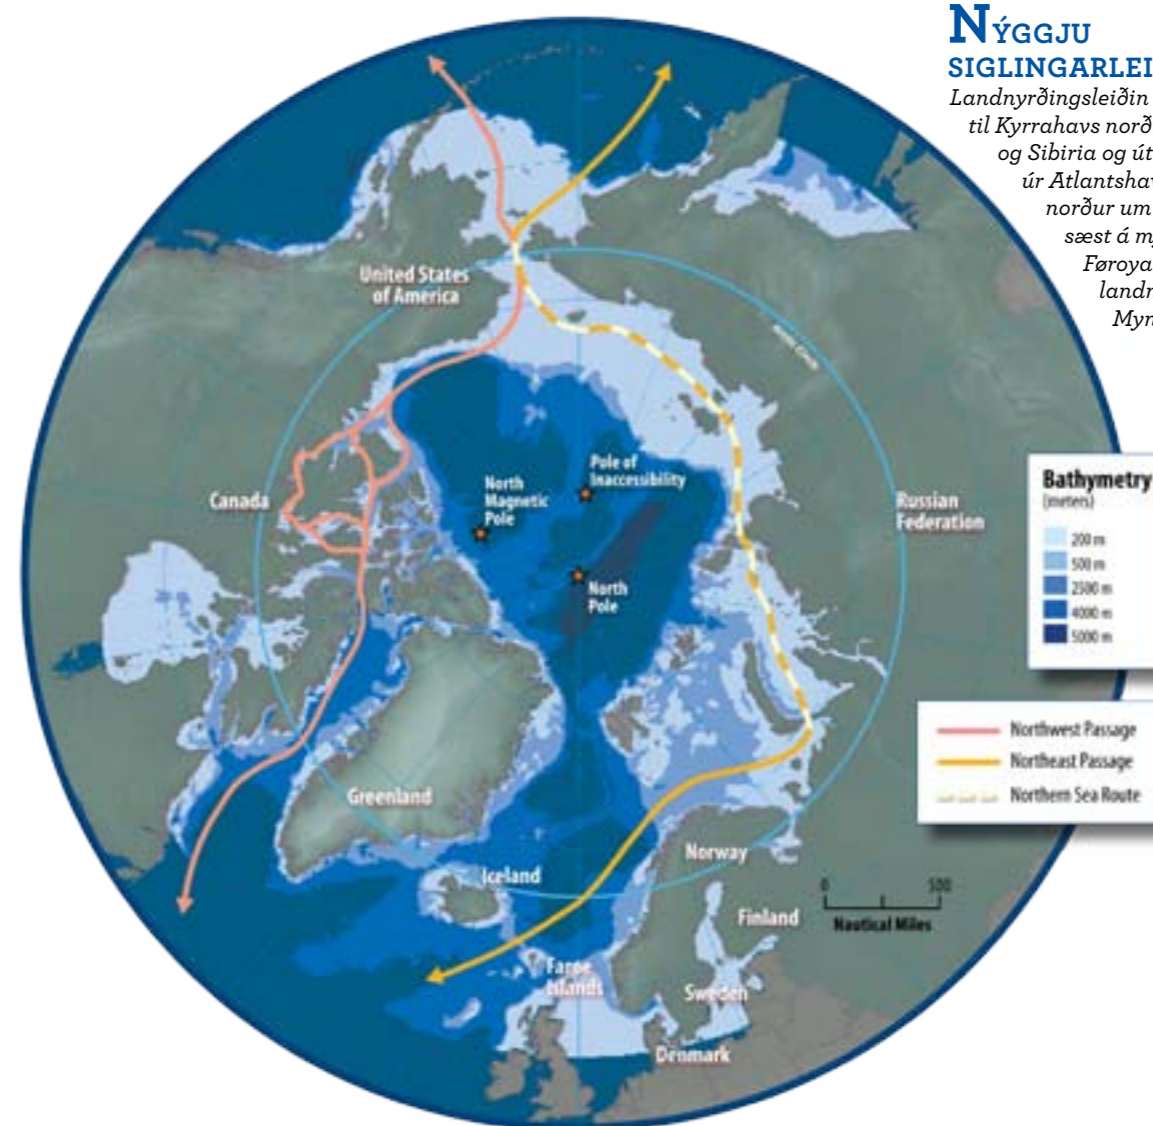 NÝGGJU
SIGLINGARLEI
Landnyrðingsleiðin
til Kyrrahavs norð
og Sibiria og út
úr Atlantshav
norður um
sæst á m
Føroya
landn
Myn
United States
of America
Arctic Circle
Pole of
Inaccessibility
North
Magnetic
Pole
Canada
Russian
Federation
North
Pole
Bathymetry
(meters)
200 m
500 m
2500 m
4000 m
5000 m
Northwest Passage
Northeast Passage
Northern Sea Route
Greenland
Iceland
Norway
0 500
Nautical Miles
Finland
Faroe
Islands
Sweden
Denmark